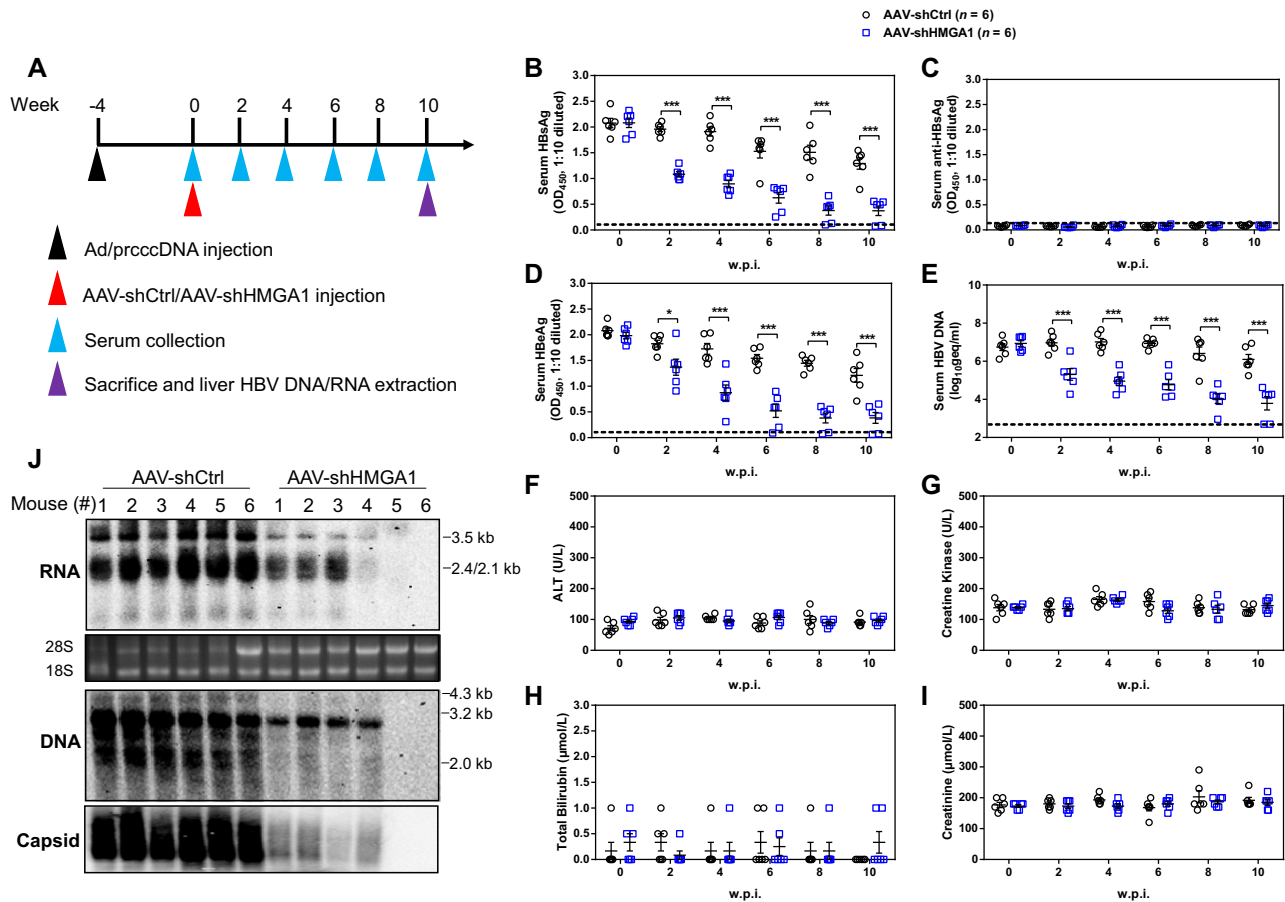 AAV-shCtrl (n = 6)
AAV-shHMGA1 (n = 6)
A
Week
-4 0 2 4 6 8 10
Ad/prcccDNA injection
AAV-shCtrl/AAV-shHMGA1 injection
Serum collection
Sacrifice and liver HBV DNA/RNA extraction
B
Serum HBsAg
(OD450, 1:10 diluted)
3.0
2.5
2.0
1.5
1.0
0.5
0.0
*** *** *** *** ***
0 2 4 6 8 10
w.p.i.
C
Serum anti-HBsAg
(OD450, 1:10 diluted)
3.0
2.5
2.0
1.5
1.0
0.5
0.0
0 2 4 6 8 10
w.p.i.
D
Serum HBeAg
(OD450, 1:10 diluted)
3.0
2.5
2.0
1.5
1.0
0.5
0.0
* *** *** *** ***
0 2 4 6 8 10
w.p.i.
E
Serum HBV DNA
(log10geq/ml)
10
8
6
4
2
*** *** *** *** ***
0 2 4 6 8 10
w.p.i.
J
AAV-shCtrl AAV-shHMGA1
Mouse (#) 1 2 3 4 5 6 1 2 3 4 5 6
RNA
3.5 kb
2.4/2.1 kb
28S
18S
DNA
4.3 kb
3.2 kb
2.0 kb
Capsid
F
ALT
(U/L)
500
400
300
200
100
0
0 2 4 6 8 10
w.p.i.
G
Creatine Kinase (U/L)
500
400
300
200
100
0
0 2 4 6 8 10
w.p.i.
H
Total Bilirubin (μmol/L)
3.0
2.5
2.0
1.5
1.0
0.5
0.0
0 2 4 6 8 10
w.p.i.
I
Creatinine (μmol/L)
500
400
300
200
100
0
0 2 4 6 8 10
w.p.i.